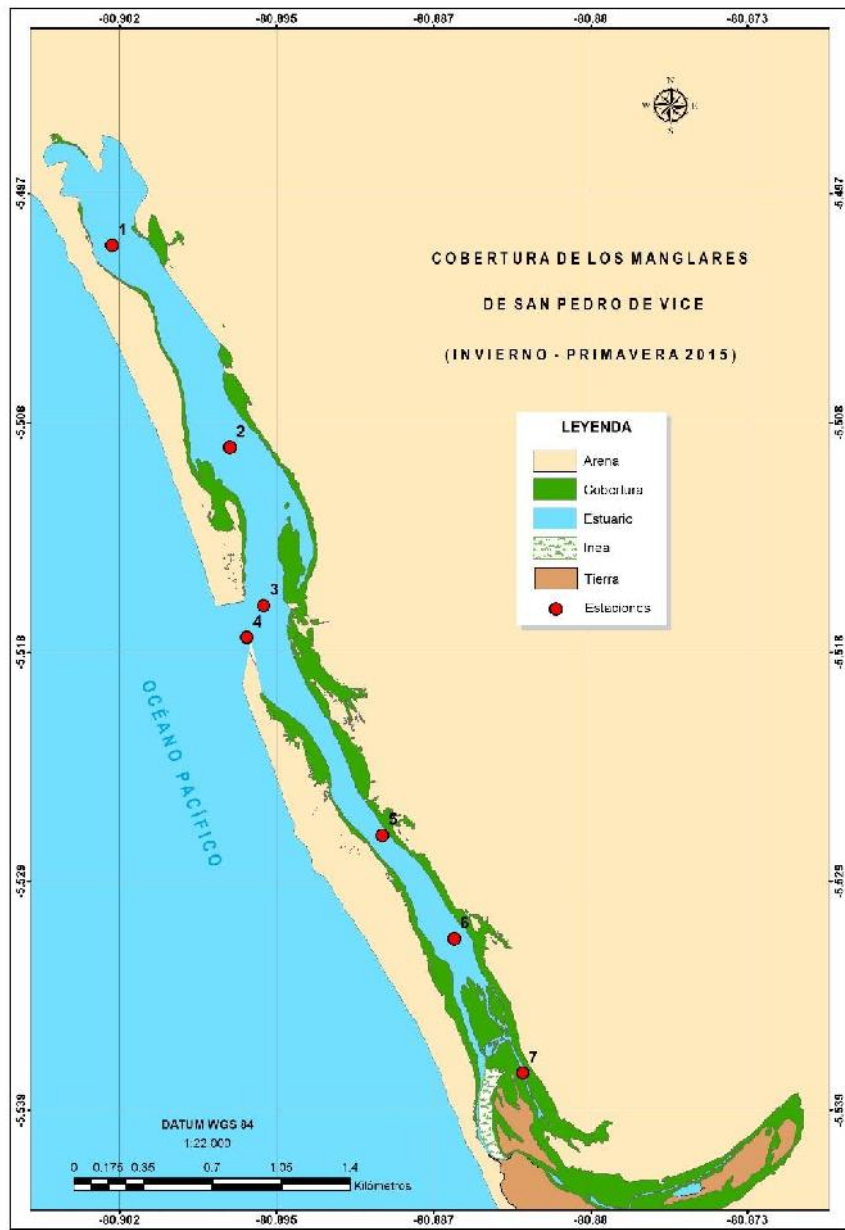 -80.902 -80.895 -80.887 -80.88 -80.873
N
W E
S
-5.497 -5.497
1
COBERTURA DE LOS MANGLARES
DE SAN PEDRO DE VICE
(INVIERNO - PRIMAVERA 2015)
-5.508 -5.508
2
LEYENDA
Arena
Cobertura
Estuario
Inea
Tierra
Estaciones
3
4
-5.518 -5.518
OCÉANO PACÍFICO
5
-5.529 -5.529
6
7
-5.539 -5.539
DATUM WGS 84
1:22 000
0 0.175 0.35 0.7 1.05 1.4
Kilómetros
-80.902 -80.895 -80.887 -80.88 -80.873